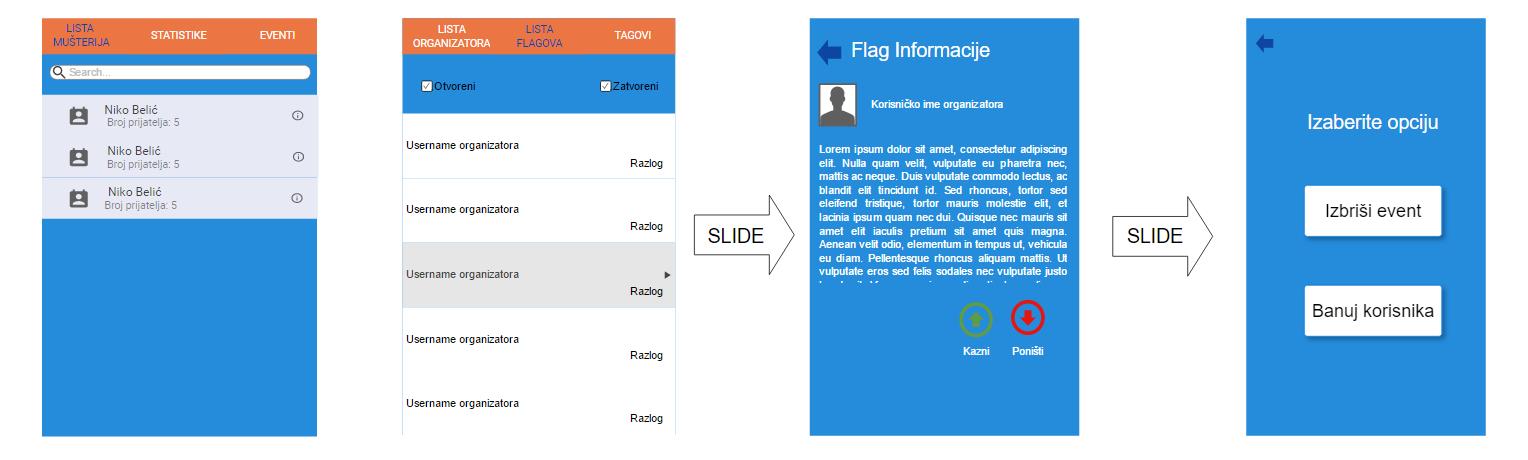 LISTA
MUŠTERIJA
STATISTIKE
EVENTI
Search...
Niko Belić
Broj prijatelja: 5
Niko Belić
Broj prijatelja: 5
Niko Belić
Broj prijatelja: 5
LISTA
ORGANIZATORA
LISTA
FLAGOVA
TAGOVI
Otvoreni
Zatvoreni
Username organizatora
Razlog
Username organizatora
Razlog
Username organizatora
Razlog
Username organizatora
Razlog
Username organizatora
Razlog
SLIDE
Flag Informacije
Korisničko ime organizatora
Lorem ipsum dolor sit amet, consectetur adipiscing
elit. Nulla quam velit, vulputate eu pharetra nec,
mattis ac neque. Duis vulputate commodo lectus, ac
blandit elit tincidunt id. Sed rhoncus, tortor sed
eleifend tristique, tortor mauris molestie elit, et
lacinia ipsum quam nec dui. Quisque nec mauris sit
amet elit iaculis pretium sit amet quis magna.
Aenean velit odio, elementum in tempus ut, vehicula
eu diam. Pellentesque rhoncus aliquam mattis. Ut
vulputate eros sed felis sodales nec vulputate justo
Kazni
Poništi
SLIDE
Izaberite opciju
Izbriši event
Banuj korisnika